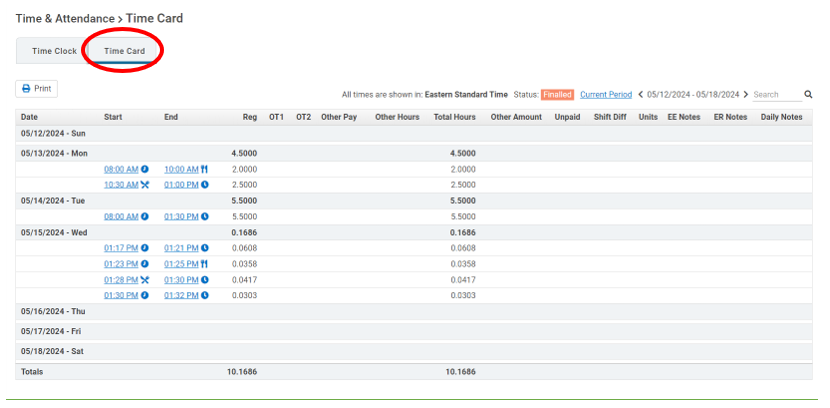 Time & Attendance > Time Card
Time Clock Time Card
Print
All times are shown in: Eastern Standard Time Status: Finalled Current Period < 05/12/2024 - 05/18/2024 > Search
Date Start End Reg OT1 OT2 Other Pay Other Hours Total Hours Other Amount Unpaid Shift Diff Units EE Notes ER Notes Daily Notes
05/12/2024 - Sun
05/13/2024 - Mon 4.5000 4.5000
08:00 AM 10:00 AM 2.0000 2.0000
10:30 AM 01:00 PM 2.5000 2.5000
05/14/2024 - Tue 5.5000 5.5000
08:00 AM 01:30 PM 5.5000 5.5000
05/15/2024 - Wed 0.1686 0.1686
01:17 PM 01:21 PM 0.0608 0.0608
01:23 PM 01:25 PM 0.0358 0.0358
01:28 PM 01:30 PM 0.0417 0.0417
01:30 PM 01:32 PM 0.0303 0.0303
05/16/2024 - Thu
05/17/2024 - Fri
05/18/2024 - Sat
Totals 10.1686 10.1686